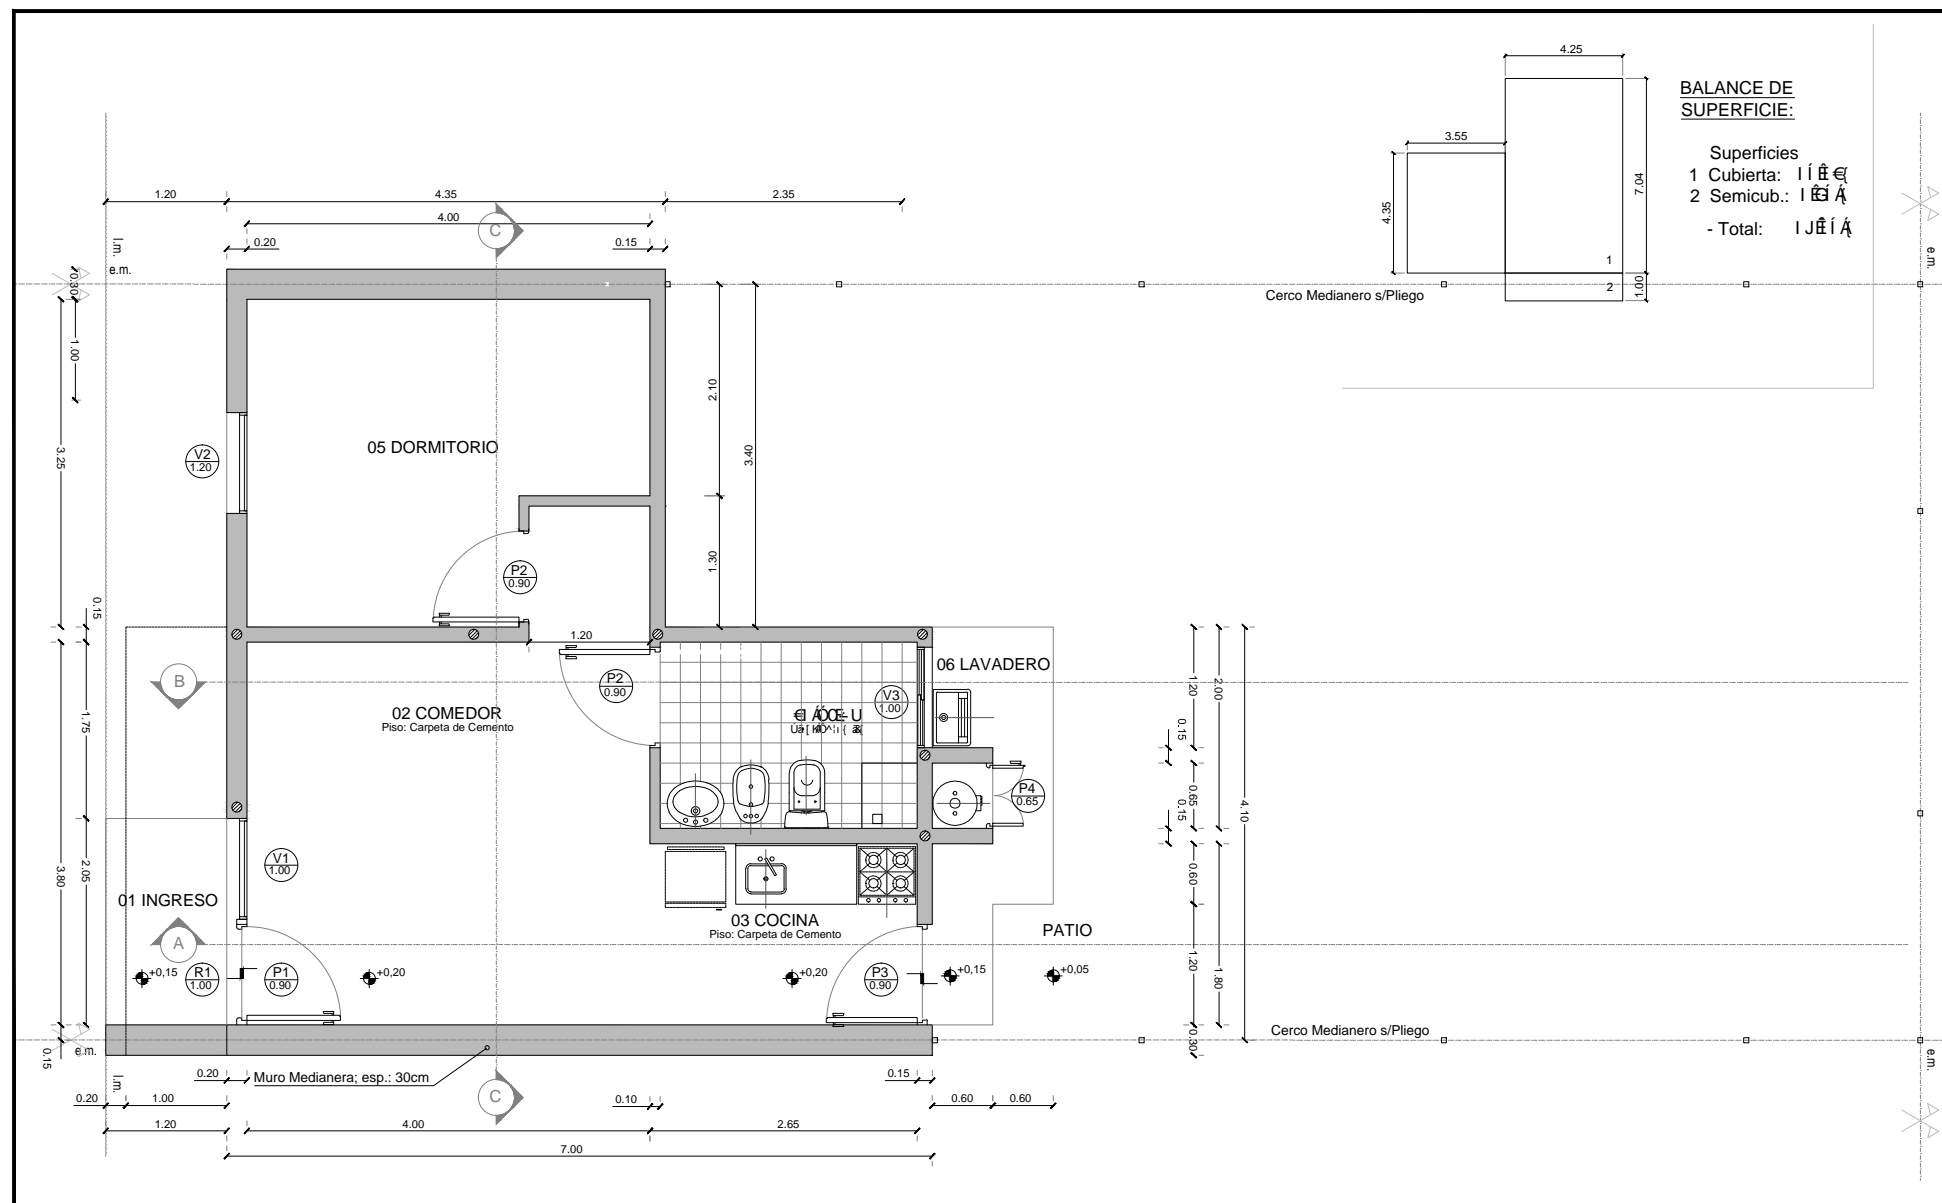 4.25
BALANCE DE
SUPERFICIE:
3.55
7.04
4.35
Superficies
1 Cubierta:
2 Semicub.:
- Total:
1
2
1.00
1.20
4.35
2.35
4.00
C
0.20
0.15
l.m.
e.m.
e.m.
0.30
Cerco Medianero s/Pliego
1.00
2.10
05 DORMITORIO
V2
1.20
3.25
3.40
1.30
P2
0.90
0.15
1.20
06 LAVADERO
B
P2
0.90
V3
1.00
1.20
2.00
02 COMEDOR
Piso: Carpeta de Cemento
1.75
0.15
P4
0.65
0.65
0.15
4.10
V1
1.00
2.05
3.80
0.60
01 INGRESO
03 COCINA
Piso: Carpeta de Cemento
PATIO
A
+0,15
R1
1.00
P1
0.90
+0,20
+0,20
P3
0.90
+0,15
+0,05
1.20
1.80
Cerco Medianero s/Pliego
0.30
0.15
e.m.
e.m.
l.m.
0.20
Muro Medianera; esp.: 30cm
0.15
0.20
1.00
C
0.10
0.60
0.60
1.20
4.00
2.65
7.00